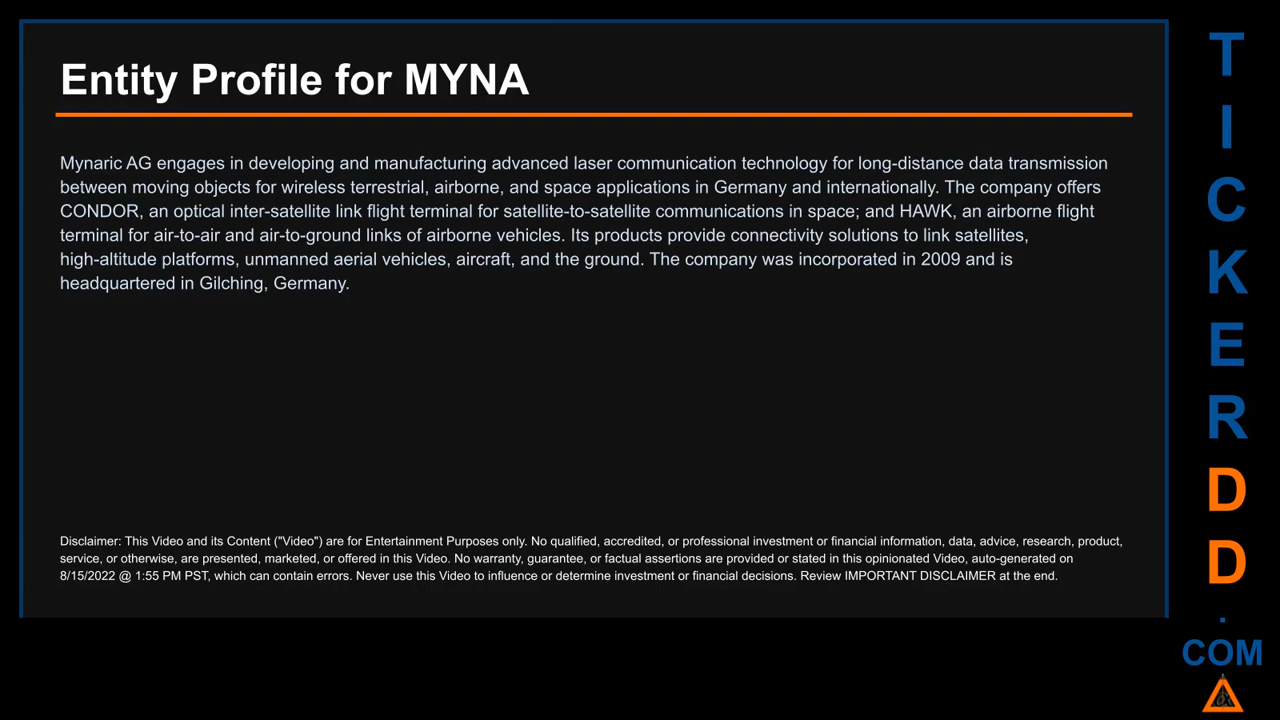 Entity Profile for MYNA
Mynaric AG engages in developing and manufacturing advanced laser communication technology for long-distance data transmission
between moving objects for wireless terrestrial, airborne, and space applications in Germany and internationally. The company offers
CONDOR, an optical inter-satellite link flight terminal for satellite-to-satellite communications in space; and HAWK, an airborne flight
terminal for air-to-air and air-to-ground links of airborne vehicles. Its products provide connectivity solutions to link satellites,
high-altitude platforms, unmanned aerial vehicles, aircraft, and the ground. The company was incorporated in 2009 and is
headquartered in Gilching, Germany.
Disclaimer: This Video and its Content ("Video") are for Entertainment Purposes only. No qualified, accredited, or professional investment or financial information, data, advice, research, product,
service, or otherwise, are presented, marketed, or offered in this Video. No warranty, guarantee, or factual assertions are provided or stated in this opinionated Video, auto-generated on
8/15/2022 @ 1:55 PM PST, which can contain errors. Never use this Video to influence or determine investment or financial decisions. Review IMPORTANT DISCLAIMER at the end.
T
I
C
K
E
R
D
D
.
COM